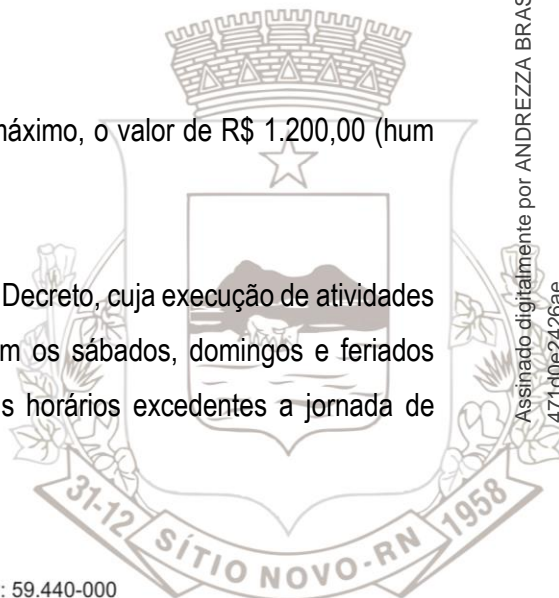 máximo, o valor de R$ 1.200,00 (hum
Decreto, cuja execução de atividades
m os sábados, domingos e feriados
s horários excedentes a jornada de
31-12 SÍTIO NOVO-RN 1958
: 59.440-000
Assinado digitalmente por ANDREZZA BRAS
471d0e2426ae